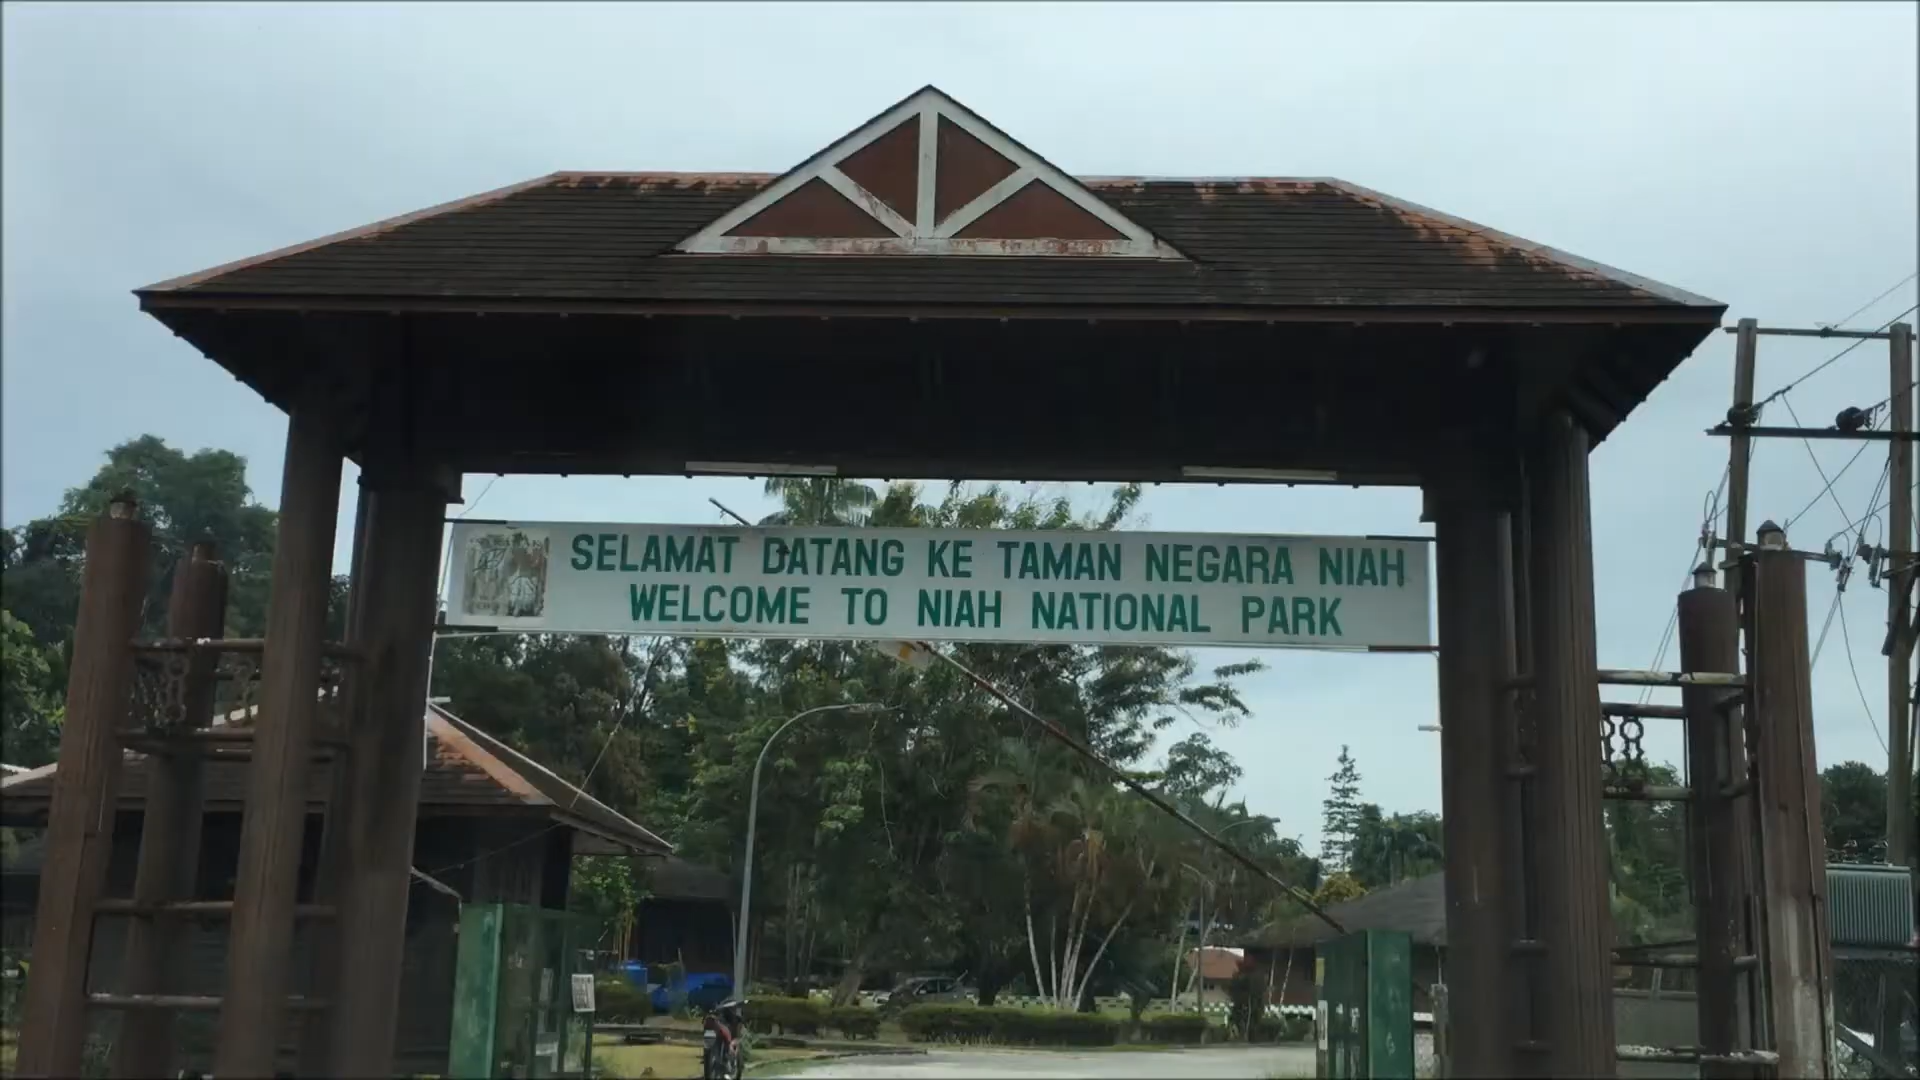 SELAMAT DATANG KE TAMAN NEGARA NIAH
WELCOME TO NIAH NATIONAL PARK